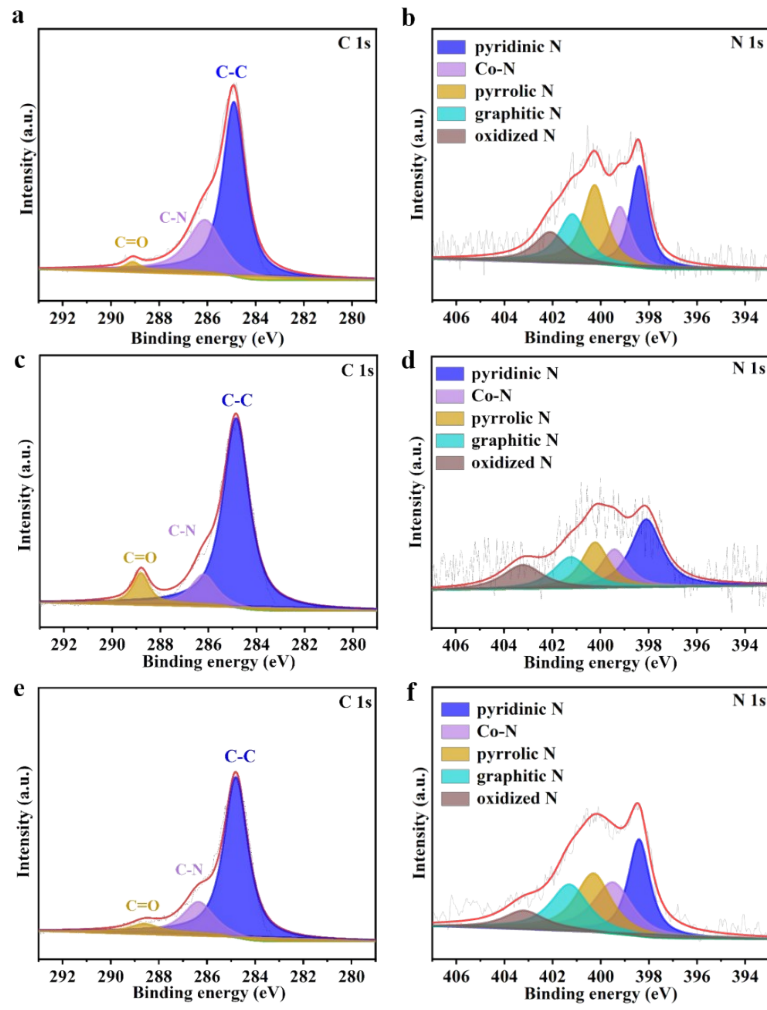 a
C 1s
C-C
C-N
C=O
Intensity (a.u.)
292 290 288 286 284 282 280
Binding energy (eV)
b
N 1s
pyridinic N
Co-N
pyrrolic N
graphitic N
oxidized N
Intensity (a.u.)
406 404 402 400 398 396 394
Binding energy (eV)
c
C 1s
C-C
C-N
C=O
Intensity (a.u.)
292 290 288 286 284 282 280
Binding energy (eV)
d
N 1s
pyridinic N
Co-N
pyrrolic N
graphitic N
oxidized N
Intensity (a.u.)
406 404 402 400 398 396 394
Binding energy (eV)
e
C 1s
C-C
C-N
C=O
Intensity (a.u.)
292 290 288 286 284 282 280
Binding energy (eV)
f
N 1s
pyridinic N
Co-N
pyrrolic N
graphitic N
oxidized N
Intensity (a.u.)
406 404 402 400 398 396 394
Binding energy (eV)